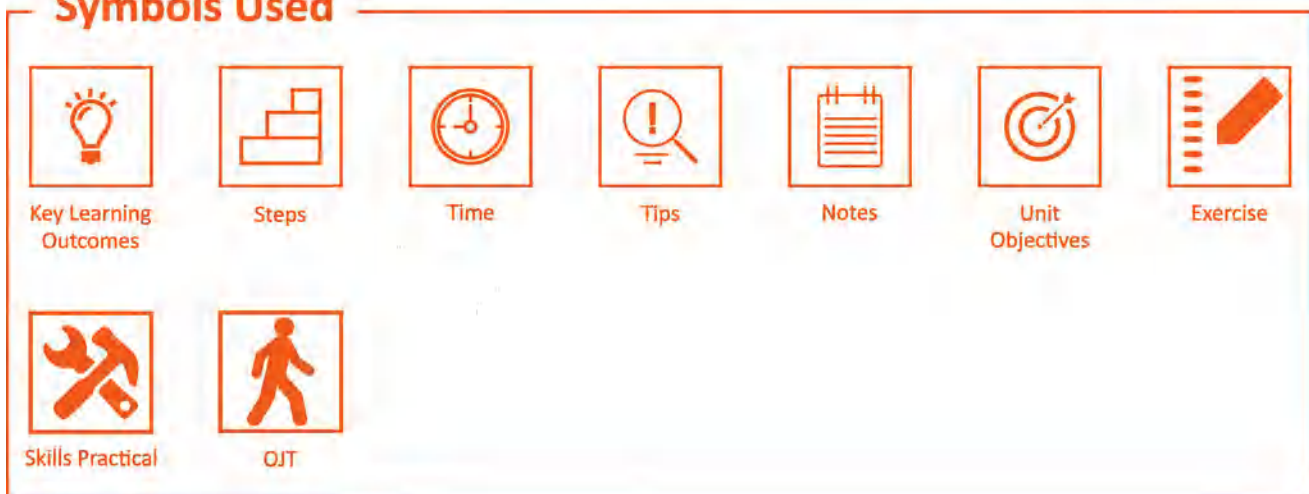 Symbols Used
Key Learning
Outcomes
Steps
Time
Tips
Notes
Unit
Objectives
Exercise
Skills Practical
OJT